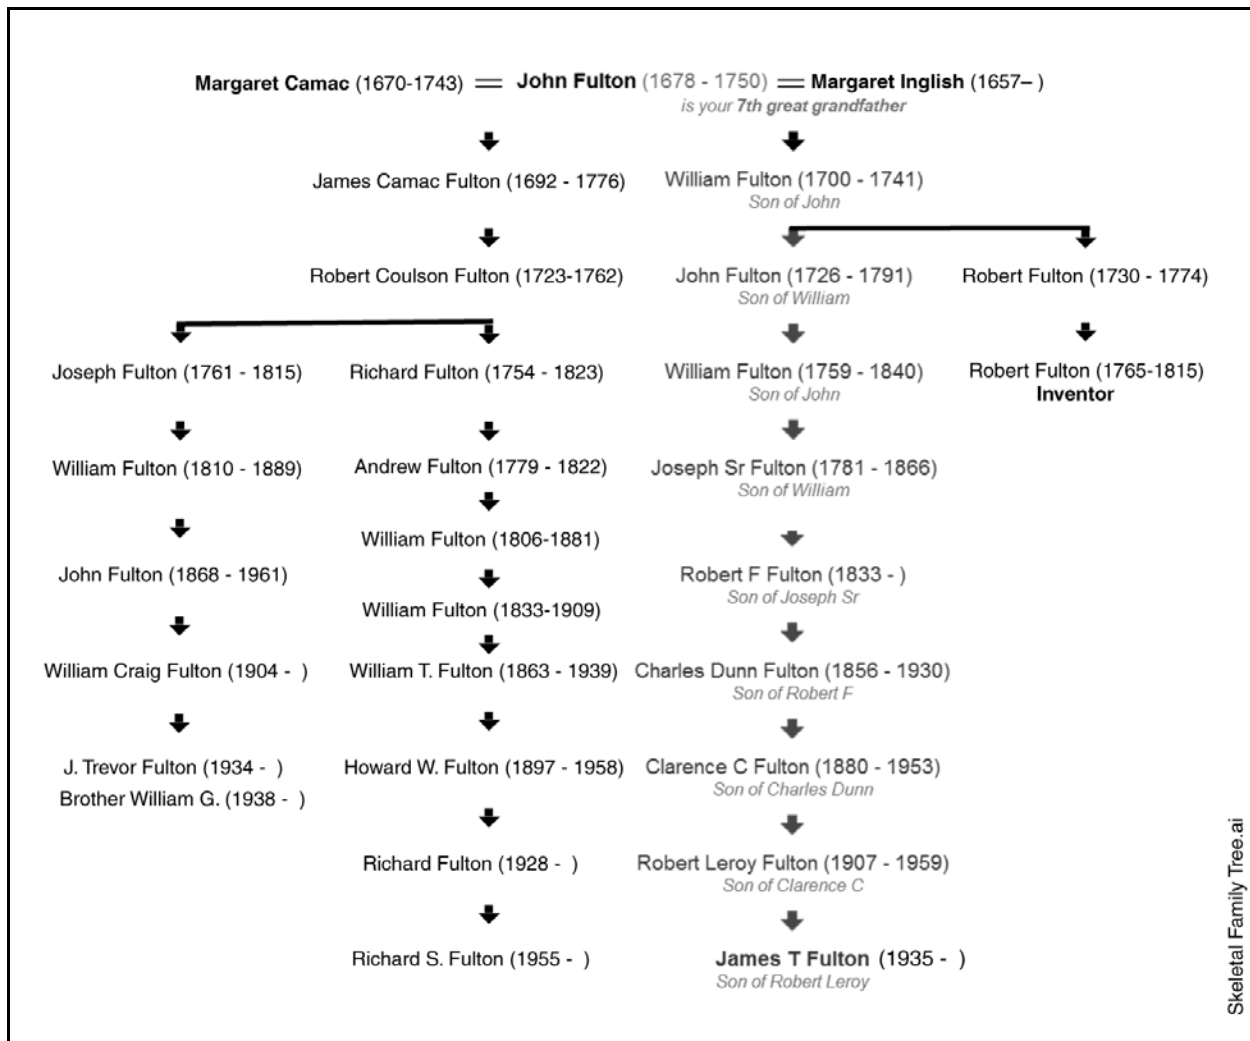 Margaret Camac (1670-1743) John Fulton (1678 - 1750) Margaret Inglish (1657– )
is your 7th great grandfather
James Camac Fulton (1692 - 1776) William Fulton (1700 - 1741)
Son of John
Robert Coulson Fulton (1723-1762) John Fulton (1726 - 1791) Robert Fulton (1730 - 1774)
Son of William
Joseph Fulton (1761 - 1815) Richard Fulton (1754 - 1823) William Fulton (1759 - 1840) Robert Fulton (1765-1815)
Son of John Inventor
William Fulton (1810 - 1889) Andrew Fulton (1779 - 1822) Joseph Sr Fulton (1781 - 1866)
Son of William
William Fulton (1806-1881)
John Fulton (1868 - 1961) Robert F Fulton (1833 - )
Son of Joseph Sr
William Fulton (1833-1909)
William Craig Fulton (1904 - ) William T. Fulton (1863 - 1939) Charles Dunn Fulton (1856 - 1930)
Son of Robert F
J. Trevor Fulton (1934 - ) Howard W. Fulton (1897 - 1958) Clarence C Fulton (1880 - 1953)
Son of Charles Dunn
Brother William G. (1938 - )
Richard Fulton (1928 - ) Robert Leroy Fulton (1907 - 1959)
Son of Clarence C
Richard S. Fulton (1955 - ) James T Fulton (1935 - )
Son of Robert Leroy
Skeletal Family Tree.ai